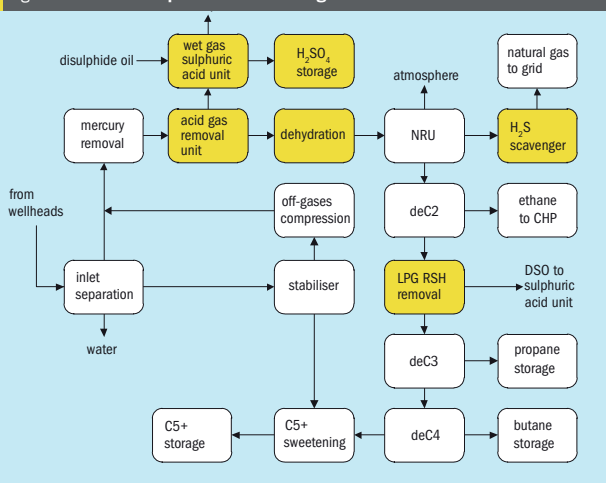 wet gas
sulphuric
acid unit
H₂SO₄
storage
natural gas
to grid
disulphide oil
atmosphere
mercury
removal
acid gas
removal
unit
dehydration
NRU
H₂S
scavenger
from
wellheads
off-gases
compression
deC2
ethane
to CHP
inlet
separation
stabiliser
LPG RSH
removal
DSO to
sulphuric
acid unit
water
deC3
propane
storage
C5+
storage
C5+
sweetening
deC4
butane
storage